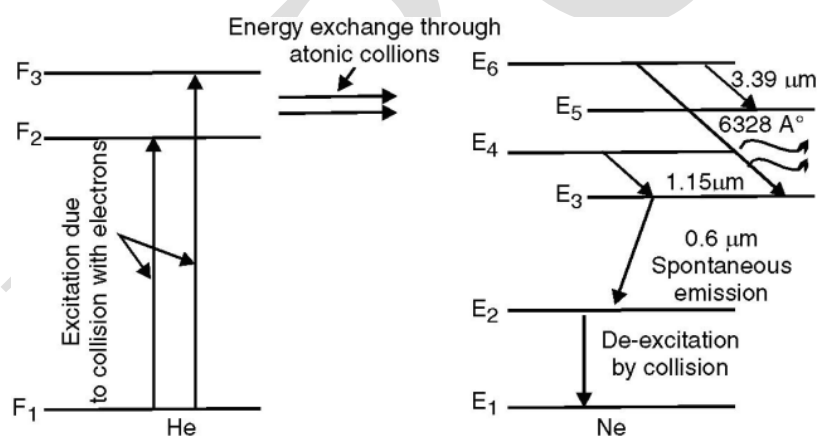 Energy exchange through
atonic collions
F3
F2
F1
Excitation due
to collision with electrons
He
E6
3.39 μm
E5
6328 A°
E4
1.15μm
E3
0.6 μm
Spontaneous
emission
E2
De-excitation
by collision
E1
Ne